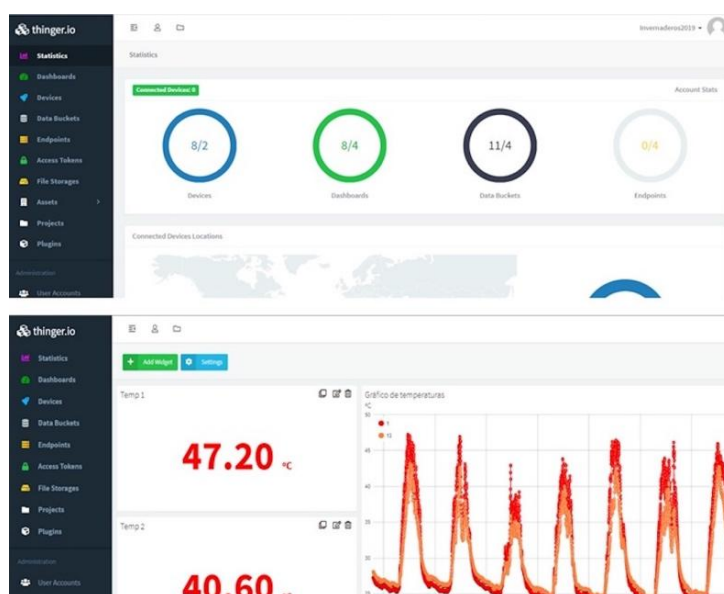 thinger.io
Invernaderos2019
Statistics
Statistics
Dashboards
Devices
Data Buckets
Endpoints
Access Tokens
File Storages
Assets
Projects
Plugins
Administration
User Accounts
Connected Devices: 0
Account Stats
8/2
8/4
11/4
0/4
Devices
Dashboards
Data Buckets
Endpoints
Connected Devices Locations
thinger.io
Statistics
Dashboards
Devices
Data Buckets
Endpoints
Access Tokens
File Storages
Projects
Plugins
Administration
User Accounts
Add Widget
Settings
Temp 1
47.20 °C
Temp 2
40.60
Gráfico de temperaturas
°C
50
45
40